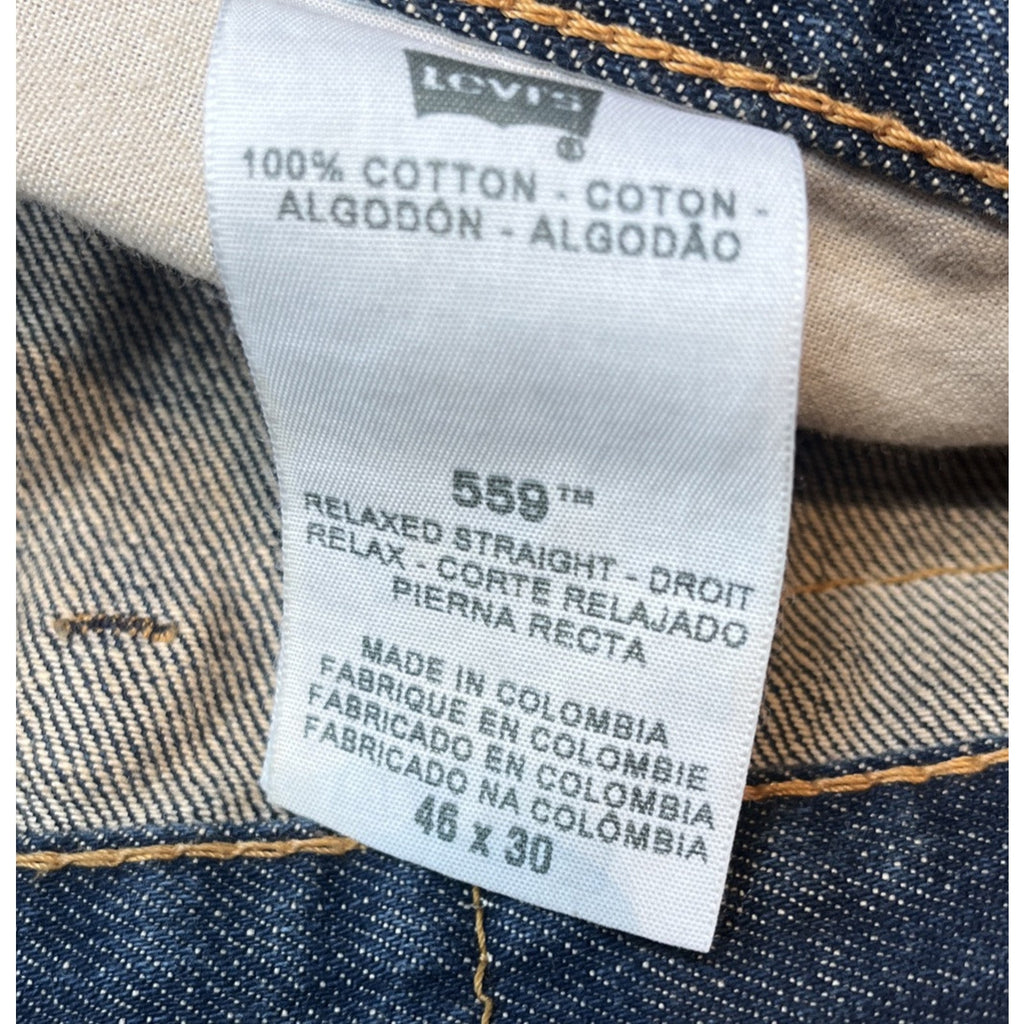 Levi's
®
100% COTTON - COTON -
ALGODÓN - ALGODÃO
559™
RELAXED STRAIGHT - DROIT
RELAX - CORTE RELAJADO
PIERNA RECTA
MADE IN COLOMBIA
FABRIQUE EN COLOMBIE
FABRICADO EN COLOMBIA
FABRICADO NA COLÔMBIA
46 x 30